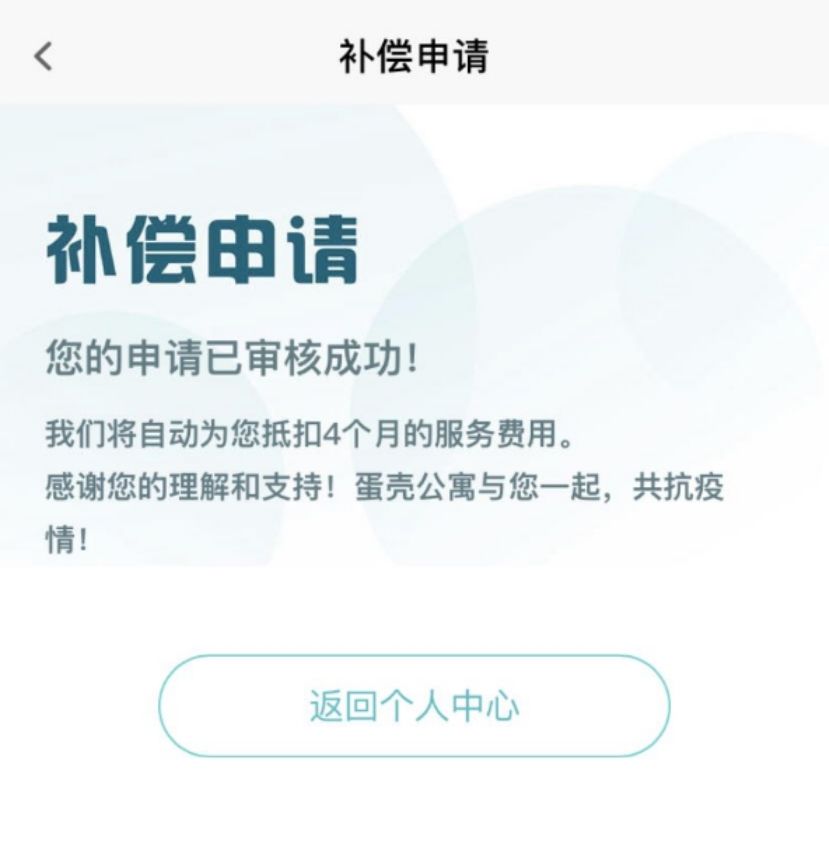 补偿申请
补偿申请
您的申请已审核成功！
我们将自动为您抵扣4个月的服务费用。
感谢您的理解和支持！蛋壳公寓与您一起，共抗疫
情！
返回个人中心